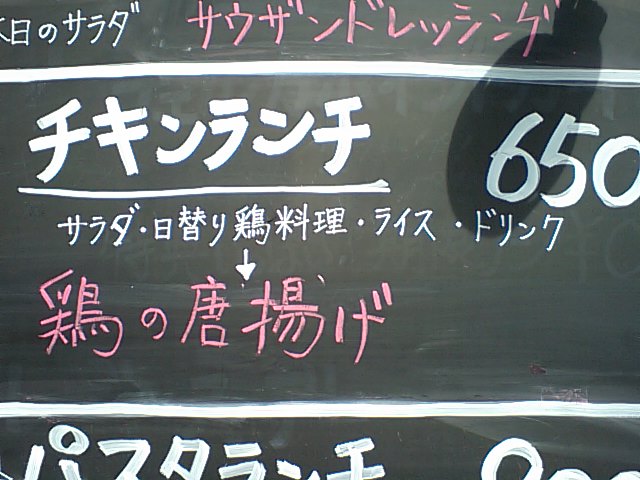 本日のサラダ サウザンドレッシング
チキンランチ 650
サラダ・日替り鶏料理・ライス・ドリンク
↓
鶏の唐揚げ
パスタランチ